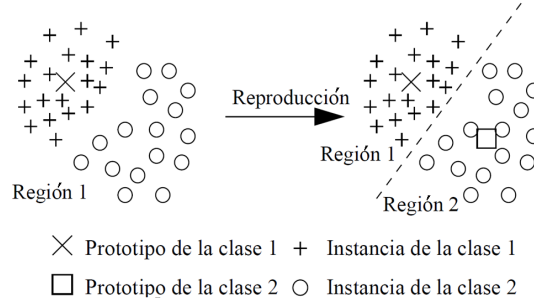 Reproducción
Región 1
Región 1
Región 2
Prototipo de la clase 1
Instancia de la clase 1
Prototipo de la clase 2
Instancia de la clase 2